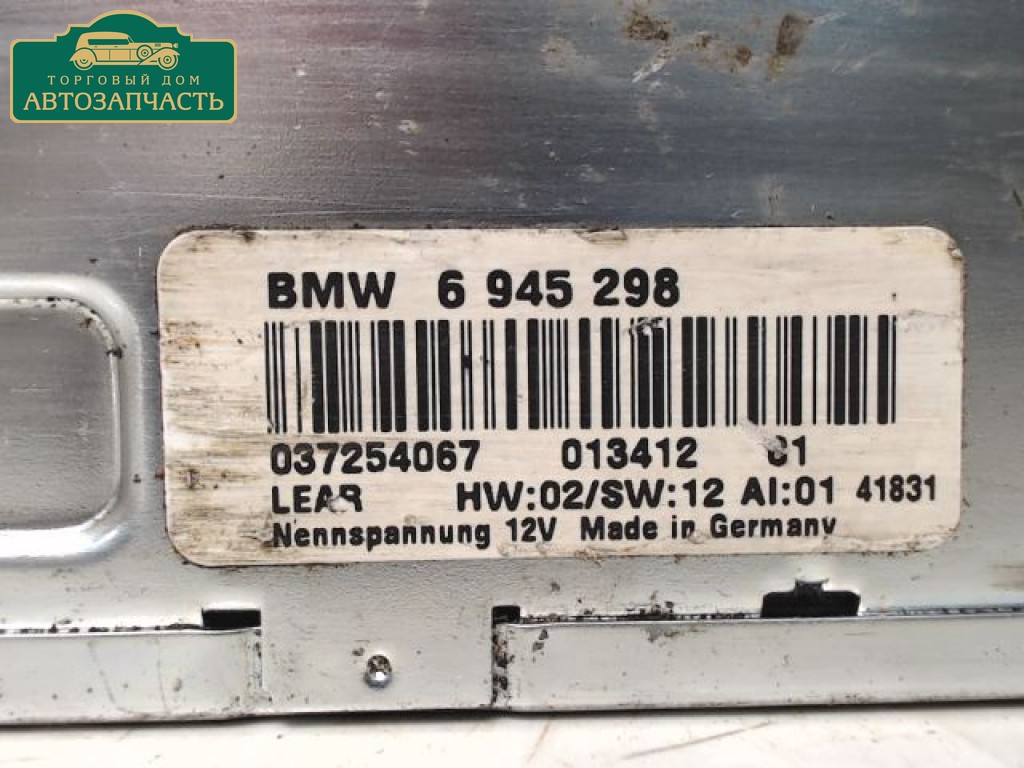 ТОРГОВЫЙ ДОМ
АВТОЗАПЧАСТЬ
BMW 6 945 298
037254067 013412 01
LEAR HW:02/SW:12 AI:01 41831
Nennspannung 12V Made in Germany